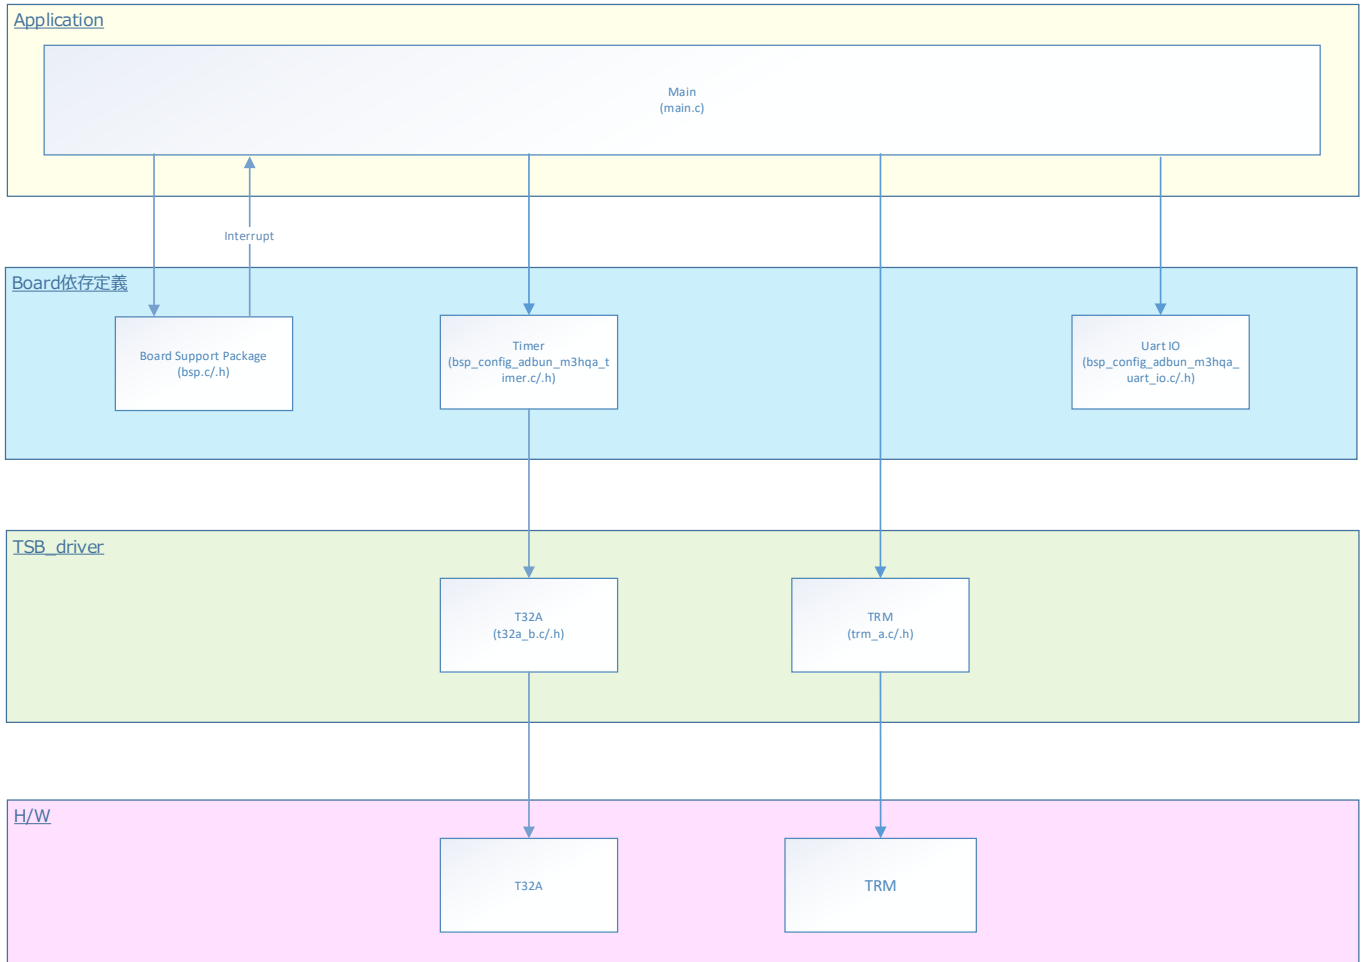 Application
Main
(main.c)
Interrupt
Board依存定義
Board Support Package
(bsp.c/.h)
Timer
(bsp_config_adbun_m3hqa_t
imer.c/.h)
Uart IO
(bsp_config_adbun_m3hqa_
uart_io.c/.h)
TSB_driver
T32A
(t32a_b.c/.h)
TRM
(trm_a.c/.h)
H/W
T32A
TRM